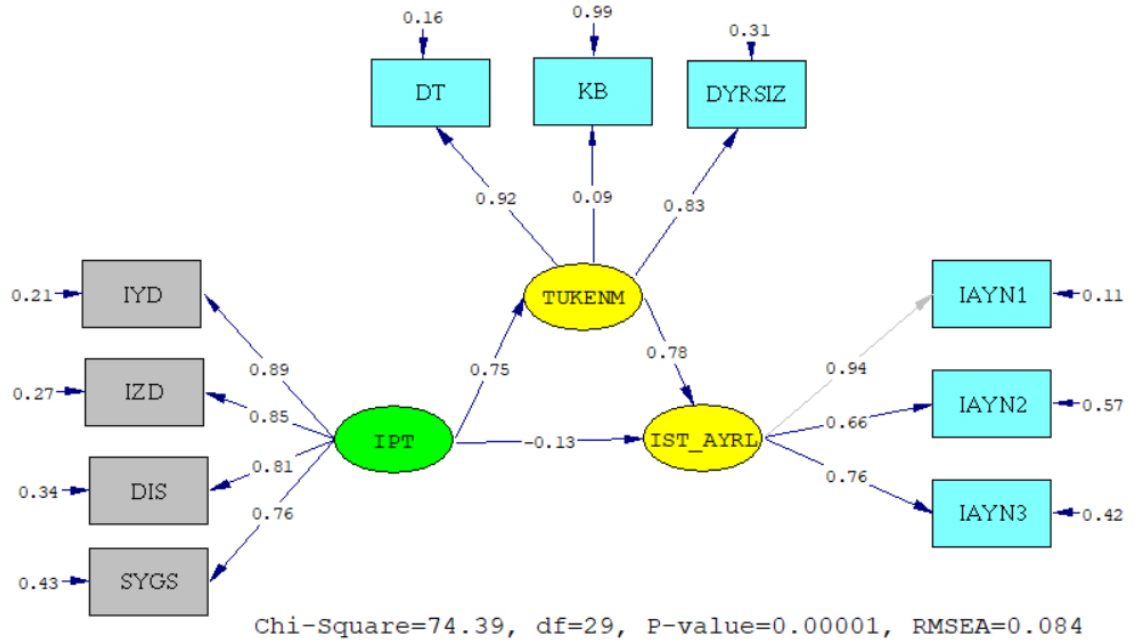 0.16
0.99
0.31
DT
KB
DYRSIZ
0.92
0.09
0.83
0.21
IYD
TUKENM
IAYN1
0.11
0.89
0.75
0.78
0.94
0.27
IZD
0.85
IPT
-0.13
IST_AYRL
0.66
IAYN2
0.57
0.34
DIS
0.81
0.76
0.76
IAYN3
0.42
0.43
SYGS
Chi-Square=74.39, df=29, P-value=0.00001, RMSEA=0.084